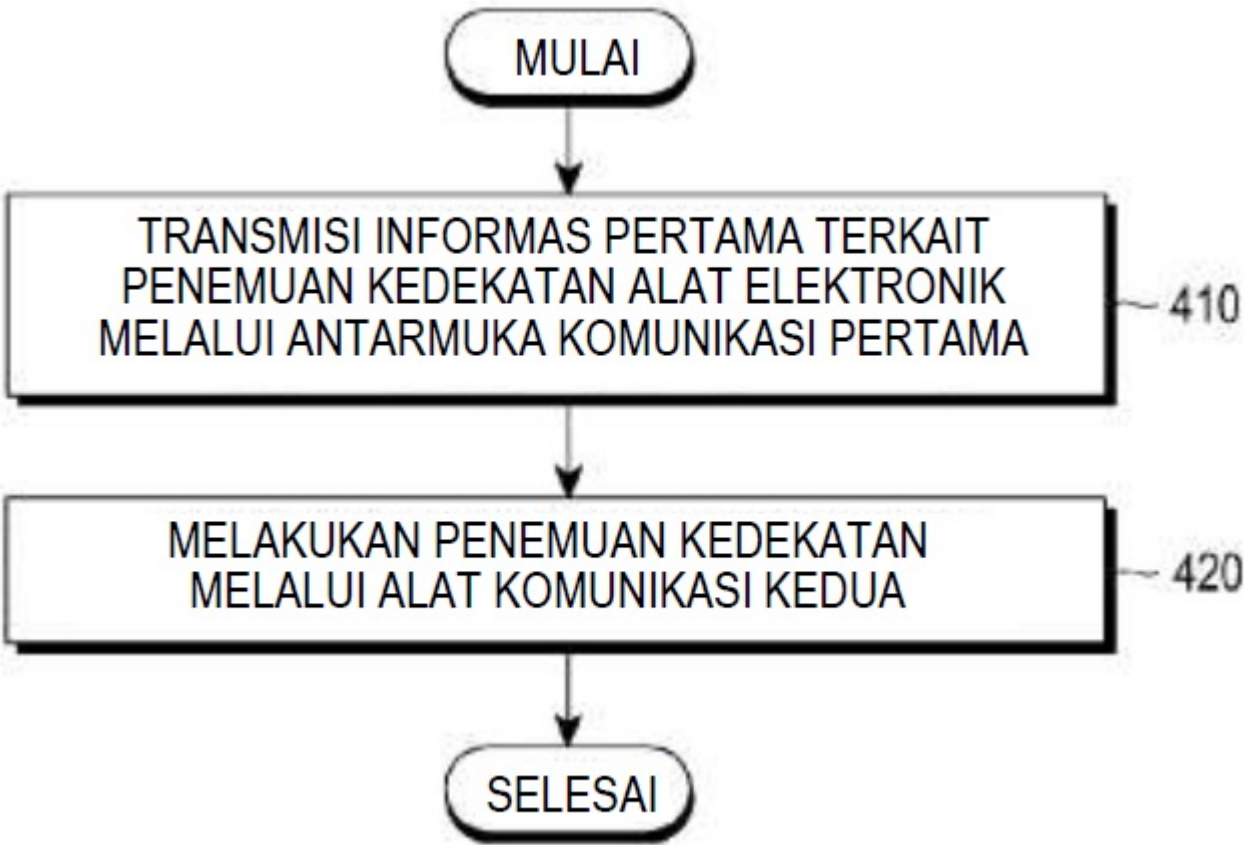 MULAI
TRANSMISI INFORMAS PERTAMA TERKAIT
PENEMUAN KEDEKATAN ALAT ELEKTRONIK
MELALUI ANTARMUKA KOMUNIKASI PERTAMA
410
MELAKUKAN PENEMUAN KEDEKATAN
MELALUI ALAT KOMUNIKASI KEDUA
420
SELESAI